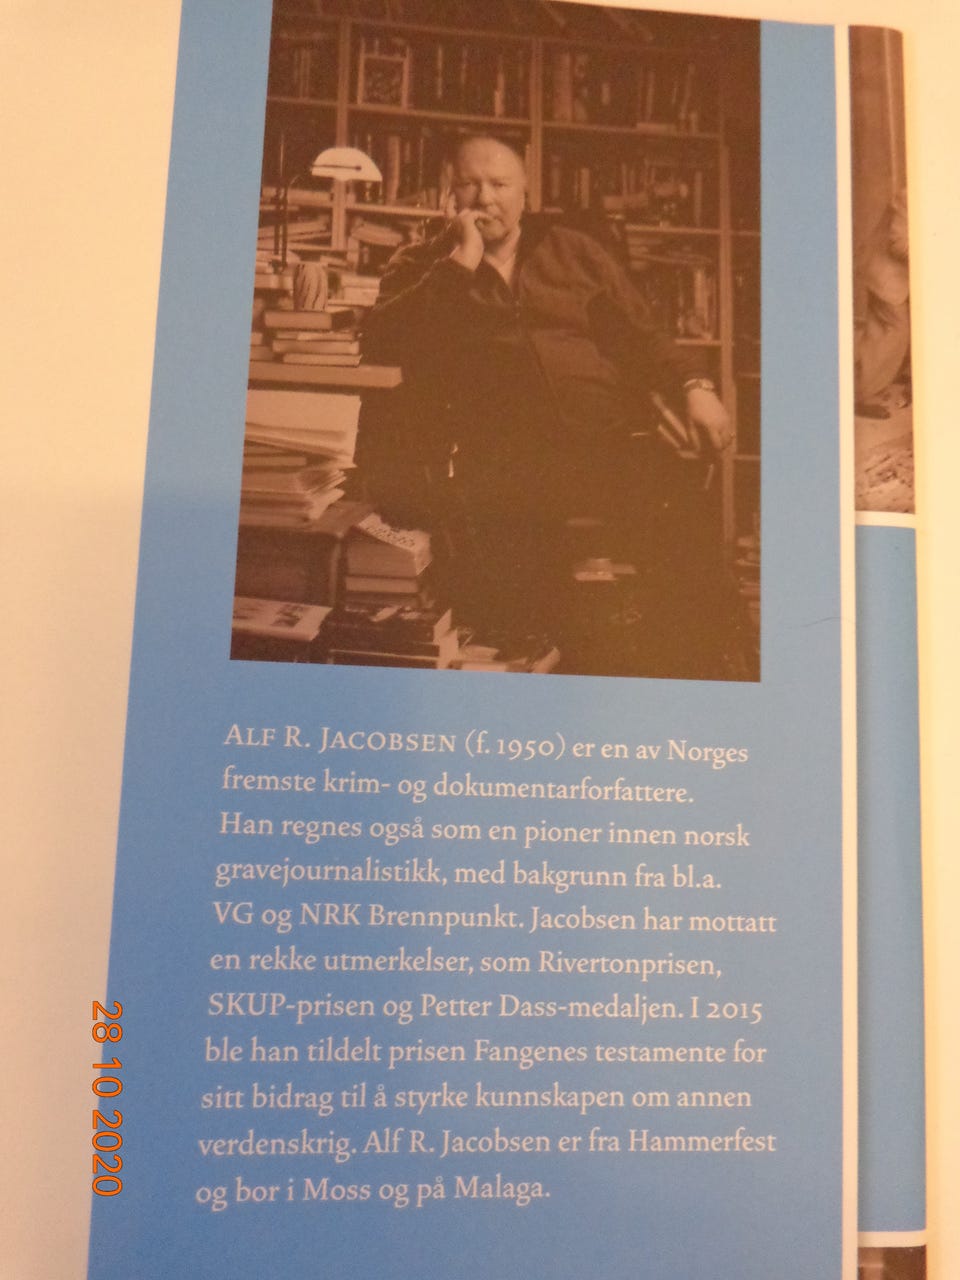 ALF R. JACOBSEN (f. 1950) er en av Norges
fremste krim- og dokumentarforfattere.
Han regnes også som en pioner innen norsk
gravejournalistikk, med bakgrunn fra bl.a.
VG og NRK Brennpunkt. Jacobsen har mottatt
en rekke utmerkelser, som Rivertonprisen,
SKUP-prisen og Petter Dass-medaljen. I 2015
ble han tildelt prisen Fangenes testamente for
sitt bidrag til å styrke kunnskapen om annen
verdenskrig. Alf R. Jacobsen er fra Hammerfest
og bor i Moss og på Malaga.
28 10 2020